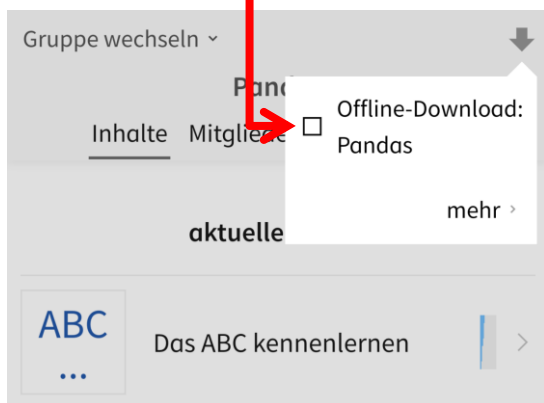 Gruppe wechseln
Offline-Download:
Pandas
Inhalte
mehr
aktuelle
ABC
...
Das ABC kennenlernen